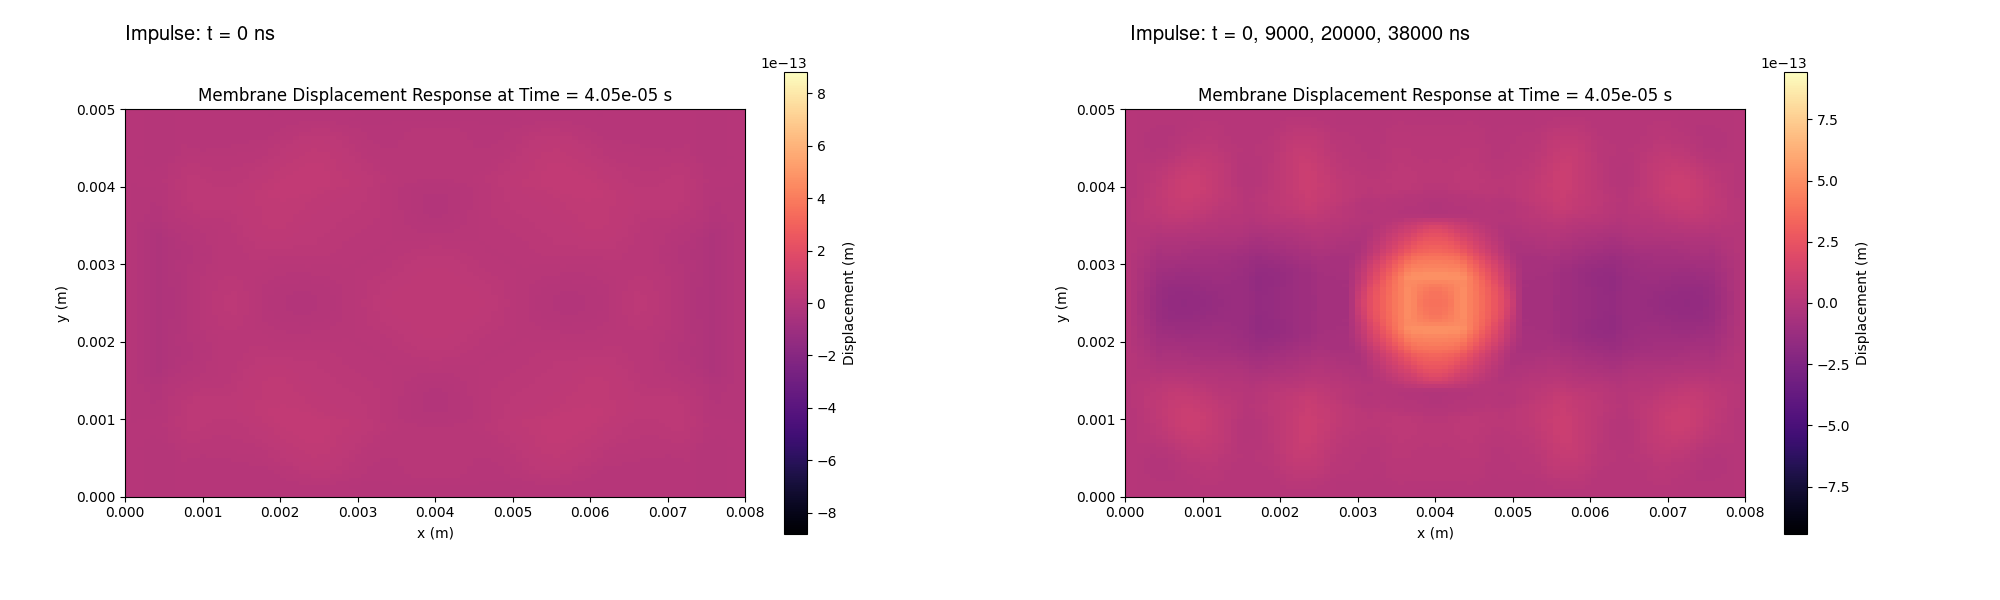 Impulse: t = 0 ns
1e−13
Membrane Displacement Response at Time = 4.05e-05 s
0.005
0.004
0.003
0.002
0.001
0.000
y (m)
0.000 0.001 0.002 0.003 0.004 0.005 0.006 0.007 0.008
x (m)
8
6
4
2
0
−2
−4
−6
−8
Displacement (m)
Impulse: t = 0, 9000, 20000, 38000 ns
1e−13
Membrane Displacement Response at Time = 4.05e-05 s
0.005
0.004
0.003
0.002
0.001
0.000
y (m)
0.000 0.001 0.002 0.003 0.004 0.005 0.006 0.007 0.008
x (m)
7.5
5.0
2.5
0.0
−2.5
−5.0
−7.5
Displacement (m)